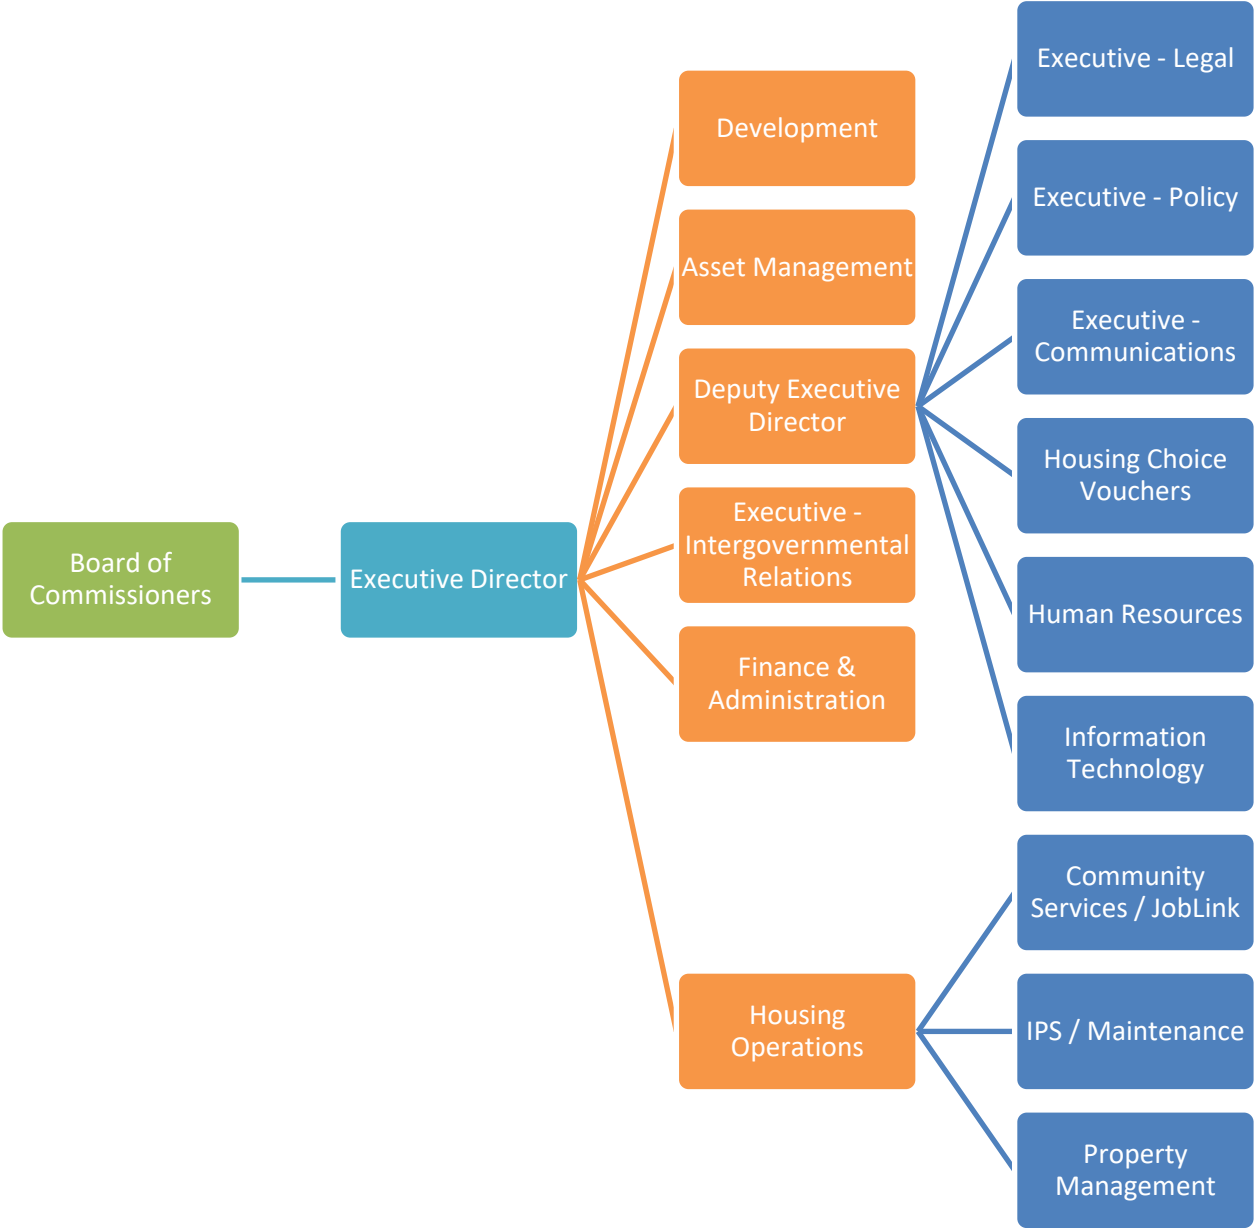 Board of
Commissioners
Executive Director
Development
Asset Management
Deputy Executive
Director
Executive -
Intergovernmental
Relations
Finance &
Administration
Housing
Operations
Executive - Legal
Executive - Policy
Executive -
Communications
Housing Choice
Vouchers
Human Resources
Information
Technology
Community
Services / JobLink
IPS / Maintenance
Property
Management